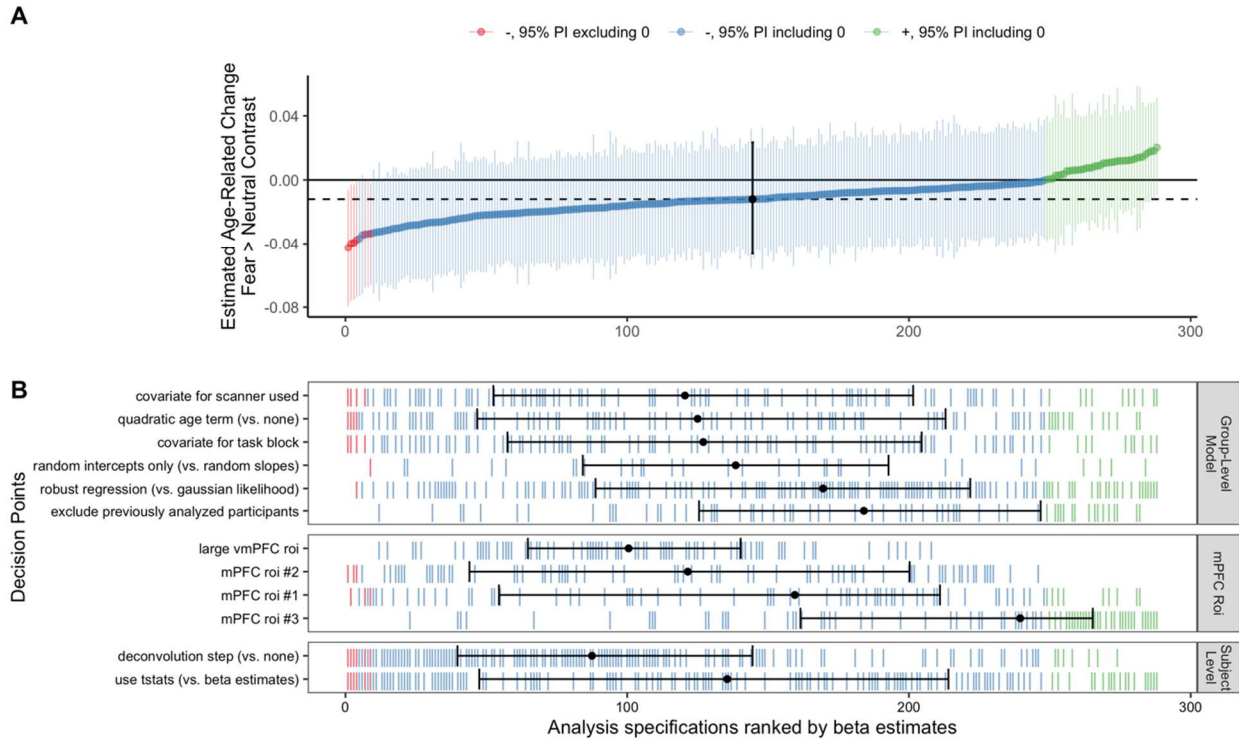 A
-, 95% PI excluding 0 -, 95% PI including 0 +, 95% PI including 0
Estimated Age-Related Change
Fear > Neutral Contrast
0.04
0.00
-0.04
-0.08
0 100 200 300
B
Decision Points
covariate for scanner used
quadratic age term (vs. none)
covariate for task block
random intercepts only (vs. random slopes)
robust regression (vs. gaussian likelihood)
exclude previously analyzed participants
Group-Level
Model
large vmPFC roi
mPFC roi #2
mPFC roi #1
mPFC roi #3
mPFC Roi
deconvolution step (vs. none)
use tstats (vs. beta estimates)
Subject
Level
0 100 200 300
Analysis specifications ranked by beta estimates